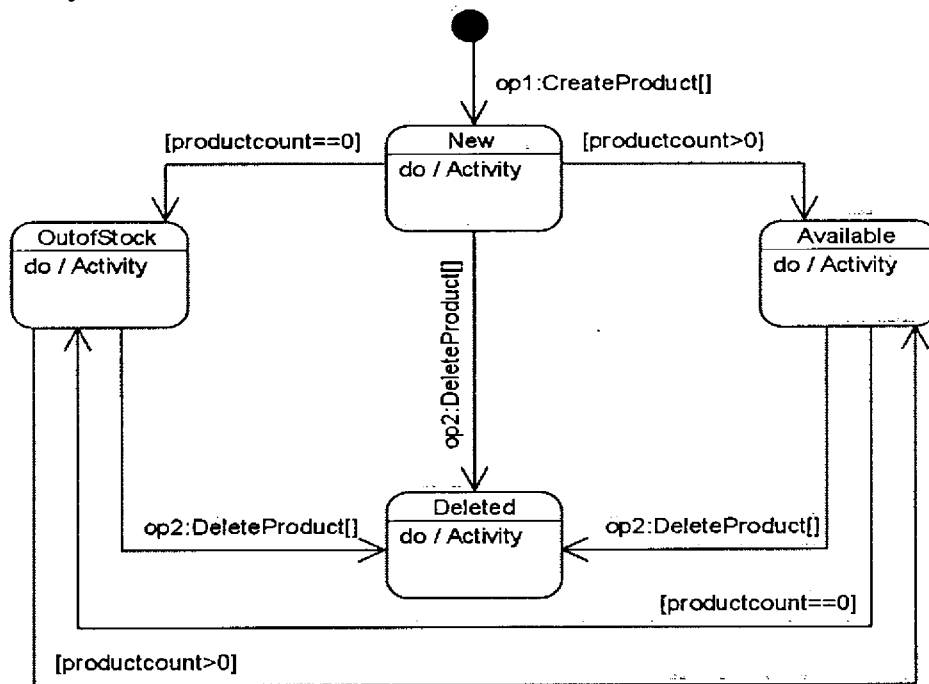 op1:CreateProduct[]
[productcount==0]
New
[productcount>0]
do / Activity
OutofStock
do / Activity
Available
do / Activity
op2:DeleteProduct[]
Deleted
do / Activity
op2:DeleteProduct[]
op2:DeleteProduct[]
[productcount==0]
[productcount>0]